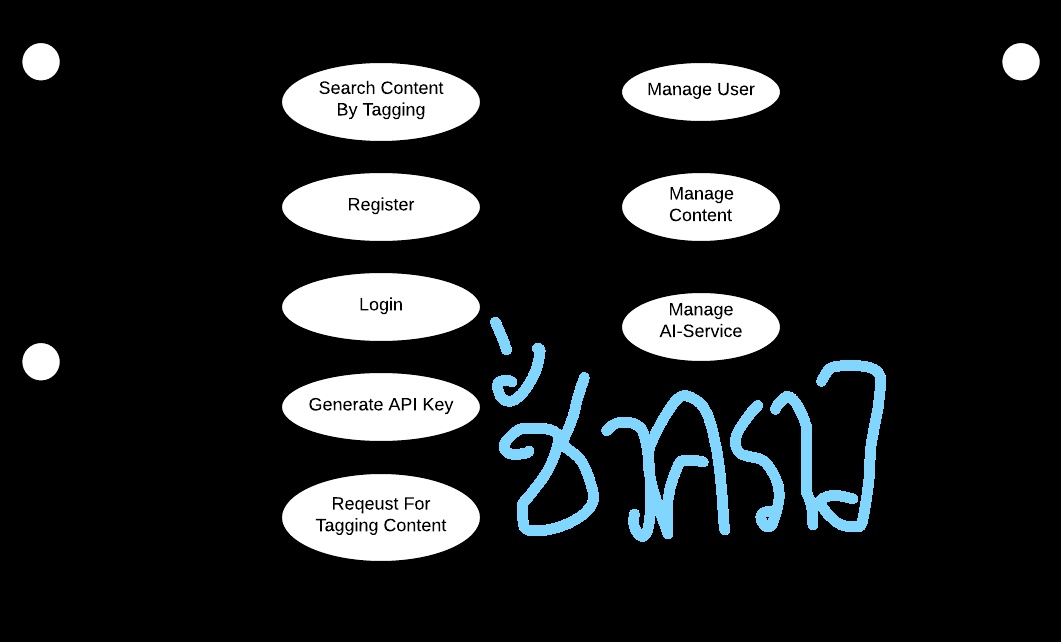 Search Content
By Tagging
Register
Login
Generate API Key
Reqeust For
Tagging Content
Manage User
Manage
Content
Manage
AI-Service
ชั่วคราว